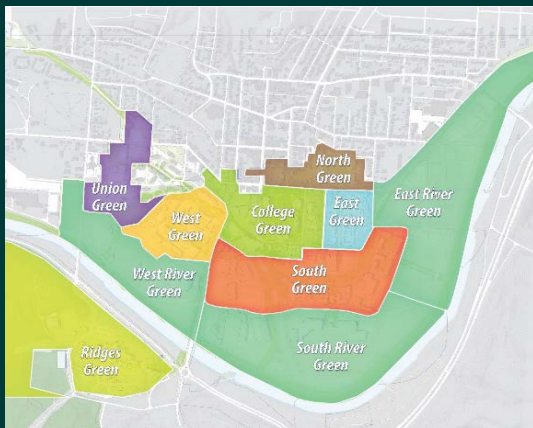 North
Green
Union
Green
East River
Green
West
Green
College
Green
East
Green
West River
Green
South
Green
South River
Green
Ridges
Green